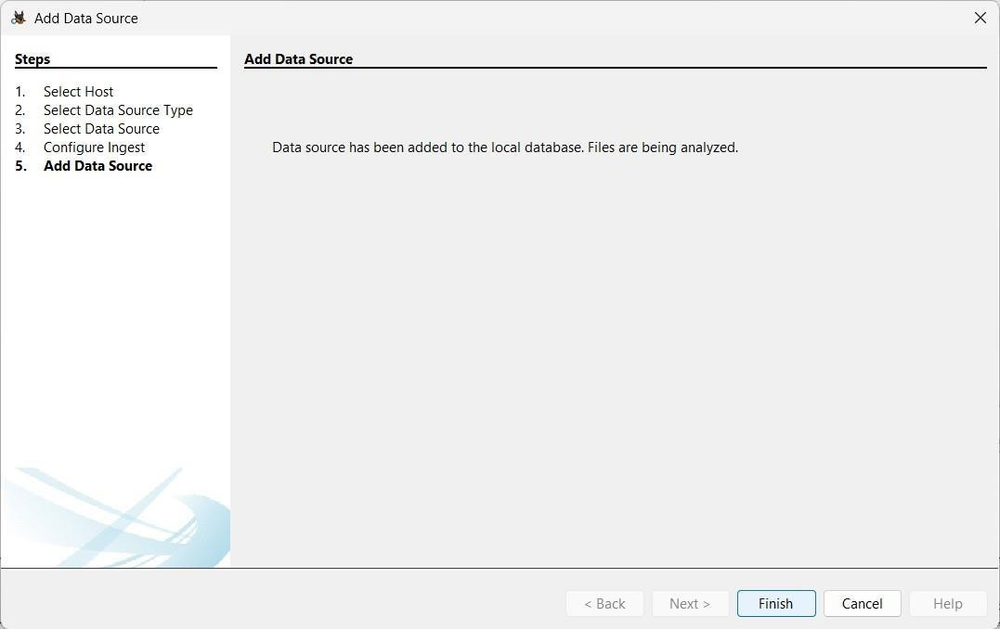 Add Data Source
Steps
1. Select Host
2. Select Data Source Type
3. Select Data Source
4. Configure Ingest
5. Add Data Source
Add Data Source
Data source has been added to the local database. Files are being analyzed.
< Back Next > Finish Cancel Help